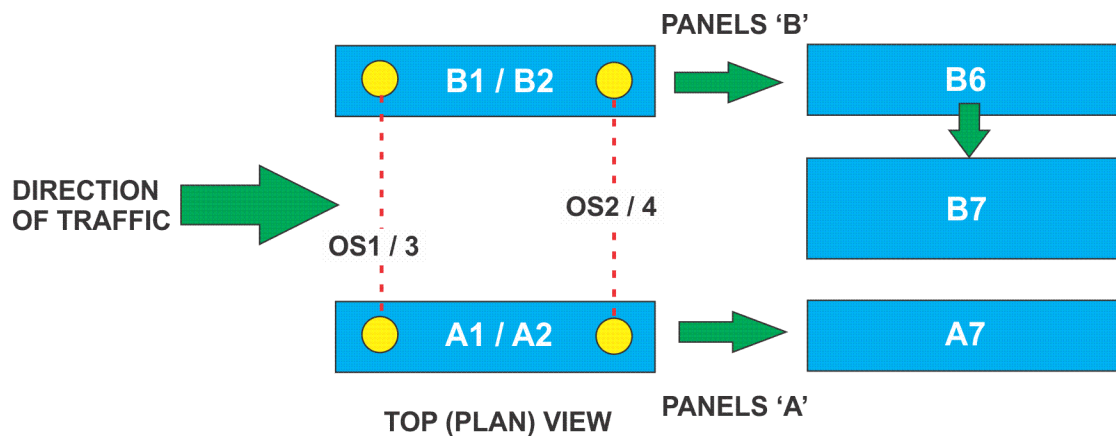 PANELS ‘B’
B1 / B2
B6
DIRECTION
OF TRAFFIC
OS2 / 4
B7
OS1 / 3
A1 / A2
A7
TOP (PLAN) VIEW
PANELS ‘A’